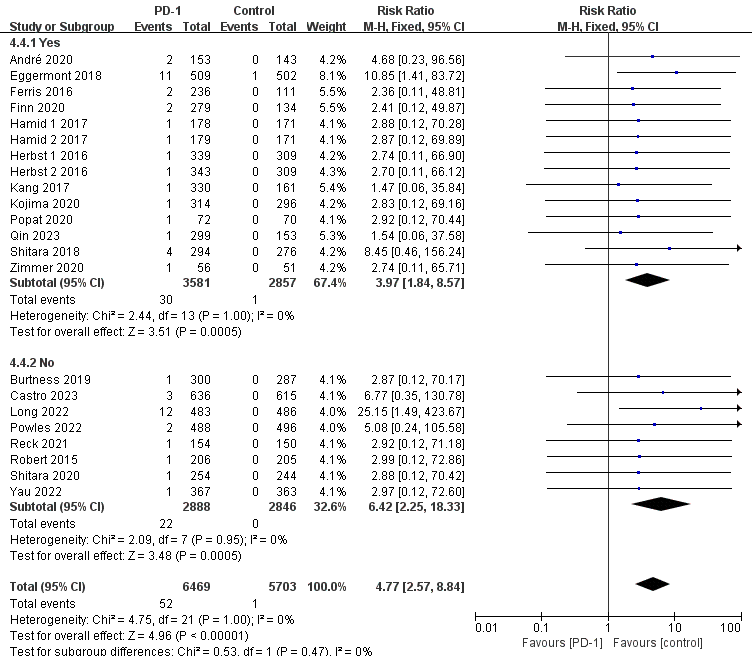 PD-1 Control Risk Ratio Risk Ratio
Study or Subgroup Events Total Events Total Weight M-H, Fixed, 95% CI M-H, Fixed, 95% CI
4.4.1 Yes
André 2020 2 153 0 143 4.2% 4.68 [0.23, 96.56]
Eggermont 2018 11 509 1 502 8.1% 10.85 [1.41, 83.72]
Ferris 2016 2 236 0 111 5.4% 2.36 [0.11, 48.81]
Finn 2020 2 279 0 134 5.4% 2.41 [0.12, 49.87]
Hamid 1 2017 1 178 0 171 4.1% 2.88 [0.12, 70.28]
Hamid 2 2017 1 179 0 171 4.1% 2.87 [0.12, 69.89]
Herbst 1 2016 1 339 0 309 4.2% 2.74 [0.11, 66.90]
Herbst 2 2016 1 343 0 309 4.2% 2.70 [0.11, 66.12]
Kang 2017 1 330 0 161 5.4% 1.47 [0.06, 35.84]
Kojima 2020 1 314 0 296 4.2% 2.83 [0.12, 69.16]
Popat 2020 1 72 0 70 4.1% 2.92 [0.12, 70.44]
Qin 2023 1 299 0 153 5.3% 1.54 [0.06, 37.58]
Shitara 2018 4 294 0 276 4.2% 8.45 [0.46, 156.24]
Zimmer 2020 1 56 0 51 4.2% 2.74 [0.11, 65.71]
Subtotal (95% CI) 3581 2857 67.4% 3.97 [1.84, 8.57]
Total events 30 1
Heterogeneity: Chi² = 2.44, df = 13 (P = 1.00); I² = 0%
Test for overall effect: Z = 3.51 (P = 0.0005)
4.4.2 No
Burtness 2019 1 300 0 287 4.1% 2.87 [0.12, 70.17]
Castro 2023 3 636 0 615 4.1% 6.77 [0.35, 130.78]
Long 2022 12 483 0 486 4.0% 25.15 [1.49, 423.67]
Powles 2022 2 488 0 496 4.0% 5.08 [0.24, 105.58]
Reck 2021 1 154 0 150 4.1% 2.92 [0.12, 71.18]
Robert 2015 1 206 0 205 4.1% 2.99 [0.12, 72.86]
Shitara 2020 1 254 0 244 4.1% 2.88 [0.12, 70.42]
Yau 2022 1 367 0 363 4.1% 2.97 [0.12, 72.60]
Subtotal (95% CI) 2888 2846 32.6% 6.42 [2.25, 18.33]
Total events 22 0
Heterogeneity: Chi² = 2.09, df = 7 (P = 0.95); I² = 0%
Test for overall effect: Z = 3.48 (P = 0.0005)
Total (95% CI) 6469 5703 100.0% 4.77 [2.57, 8.84]
Total events 52 1
Heterogeneity: Chi² = 4.75, df = 21 (P = 1.00); I² = 0%
Test for overall effect: Z = 4.96 (P < 0.00001)
Test for subgroup differences: Chi² = 0.53, df = 1 (P = 0.47), I² = 0%
0.01 0.1 1 10 100
Favours [PD-1] Favours [control]